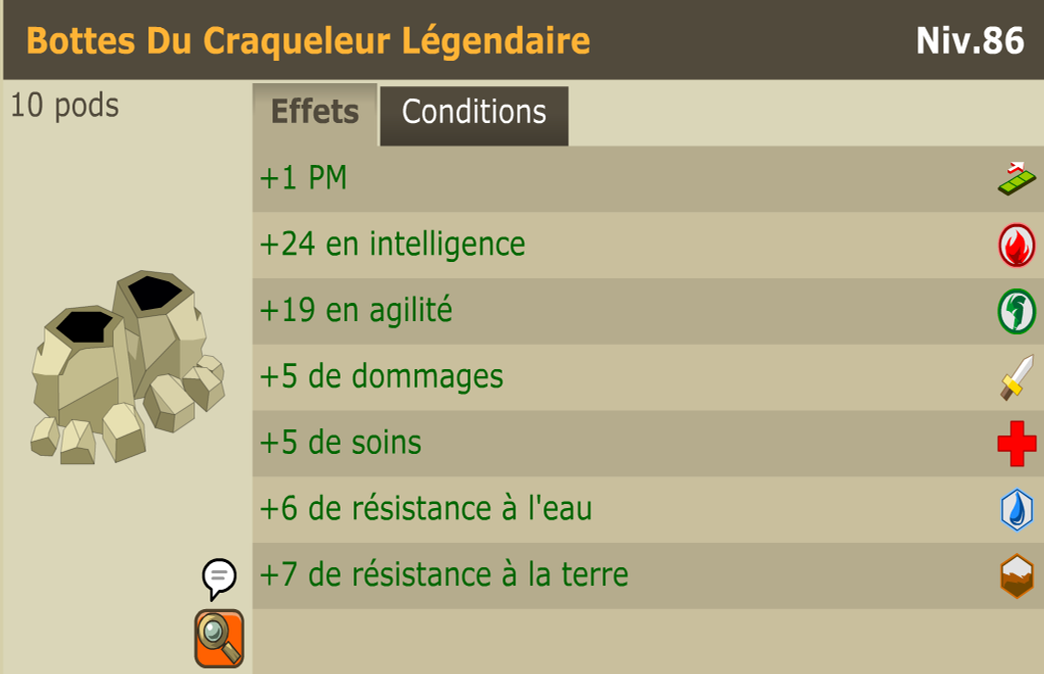 Bottes Du Craqueleur Légendaire Niv.86
10 pods
Effets Conditions
+1 PM
+24 en intelligence
+19 en agilité
+5 de dommages
+5 de soins
+6 de résistance à l'eau
+7 de résistance à la terre